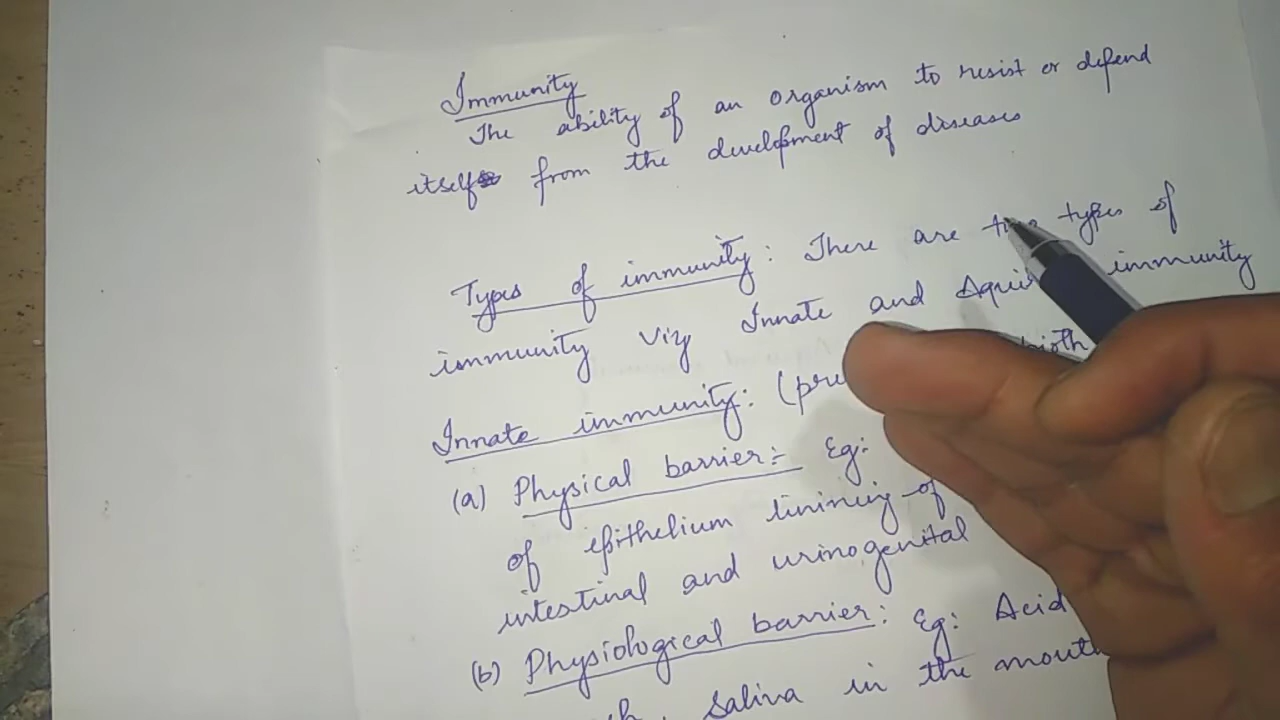 Immunity
The ability of an organism to resist or defend
itself from the development of diseases
Types of immunity: There are two types of
immunity viz Innate and immunity
Innate immunity: birth
(a) Physical barrier:- Eg:
of epithelium lininig of
intestinal and urinogenital
(b) Physiological barrier: Eg: Acid
saliva in the mouth